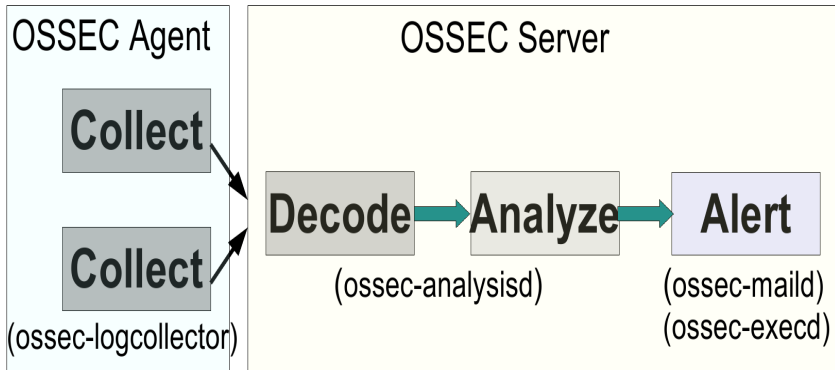 OSSEC Agent
Collect
Collect
(ossec-logcollector)
OSSEC Server
Decode
Analyze
Alert
(ossec-analysisd)
(ossec-maild)
(ossec-execd)